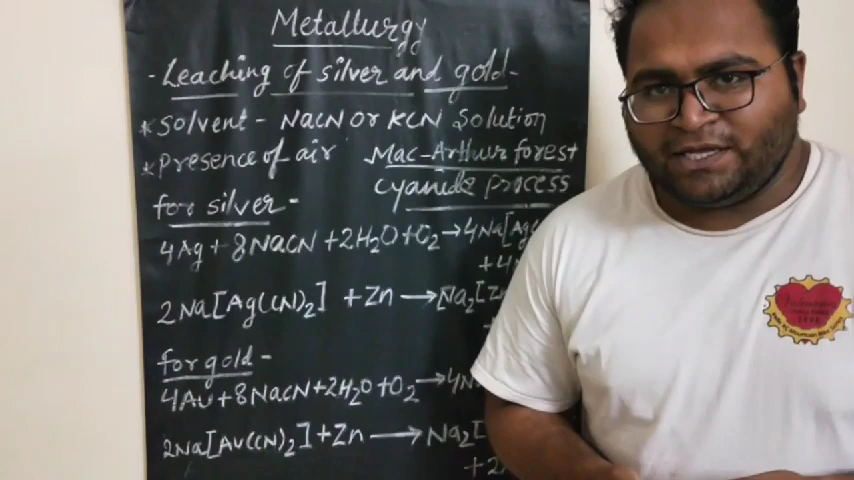 Metallurgy
- Leaching of silver and gold -
* Solvent - NaCN or KCN Solution
* Presence of air Mac-Arthur forest
cyanide process
for silver -
4Ag + 8NaCN + 2H₂O + O₂ → 4Na[Ag(
+ 4
2Na[Ag(CN)₂] + Zn → [Na₂[Zn
for gold -
4Au + 8NaCN + 2H₂O + O₂ → 4N
2Na[Au(CN)₂] + Zn → Na₂[
+ 2